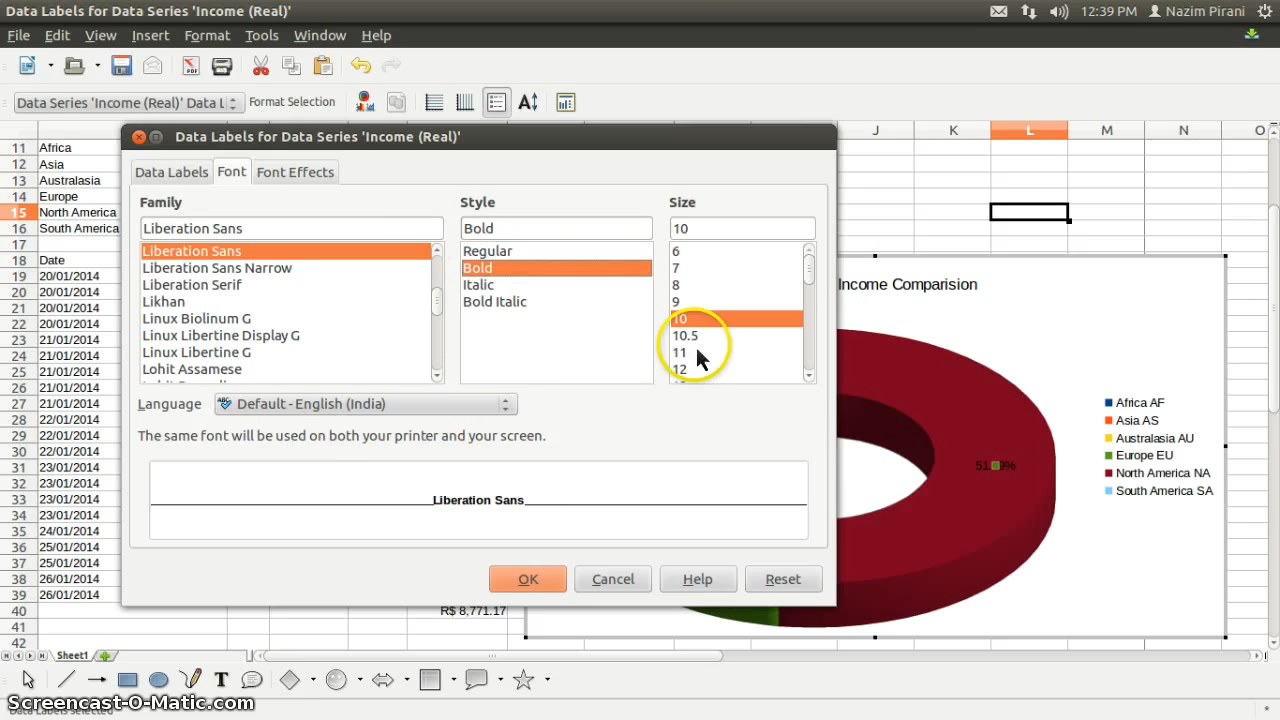 Data Labels for Data Series 'Income (Real)'
12:39 PM
Nazim Pirani
File Edit View Insert Format Tools Window Help
Data Series 'Income (Real)' Data L
Format Selection
J K L M N O
Data Labels for Data Series 'Income (Real)'
Data Labels Font Font Effects
Family Style Size
Liberation Sans Bold 10
Liberation Sans
Liberation Sans Narrow
Liberation Serif
Likhan
Linux Biolinum G
Linux Libertine Display G
Linux Libertine G
Lohit Assamese
Regular
Bold
Italic
Bold Italic
6
7
8
9
10
10.5
11
12
Language Default - English (India)
The same font will be used on both your printer and your screen.
Liberation Sans
OK Cancel Help Reset
11 Africa
12 Asia
13 Australasia
14 Europe
15 North America
16 South America
17
18 Date
19 20/01/2014
20 20/01/2014
21 20/01/2014
22 20/01/2014
23 21/01/2014
24 21/01/2014
25 21/01/2014
26 21/01/2014
27 21/01/2014
28 22/01/2014
29 22/01/2014
30 22/01/2014
31 23/01/2014
32 23/01/2014
33 23/01/2014
34 23/01/2014
35 24/01/2014
36 25/01/2014
37 25/01/2014
38 26/01/2014
39 26/01/2014
40 R$ 8,771.17
41
42
Income Comparision
Africa AF
Asia AS
Australasia AU
Europe EU
North America NA
South America SA
Sheet1
T
Screencast-O-Matic.com